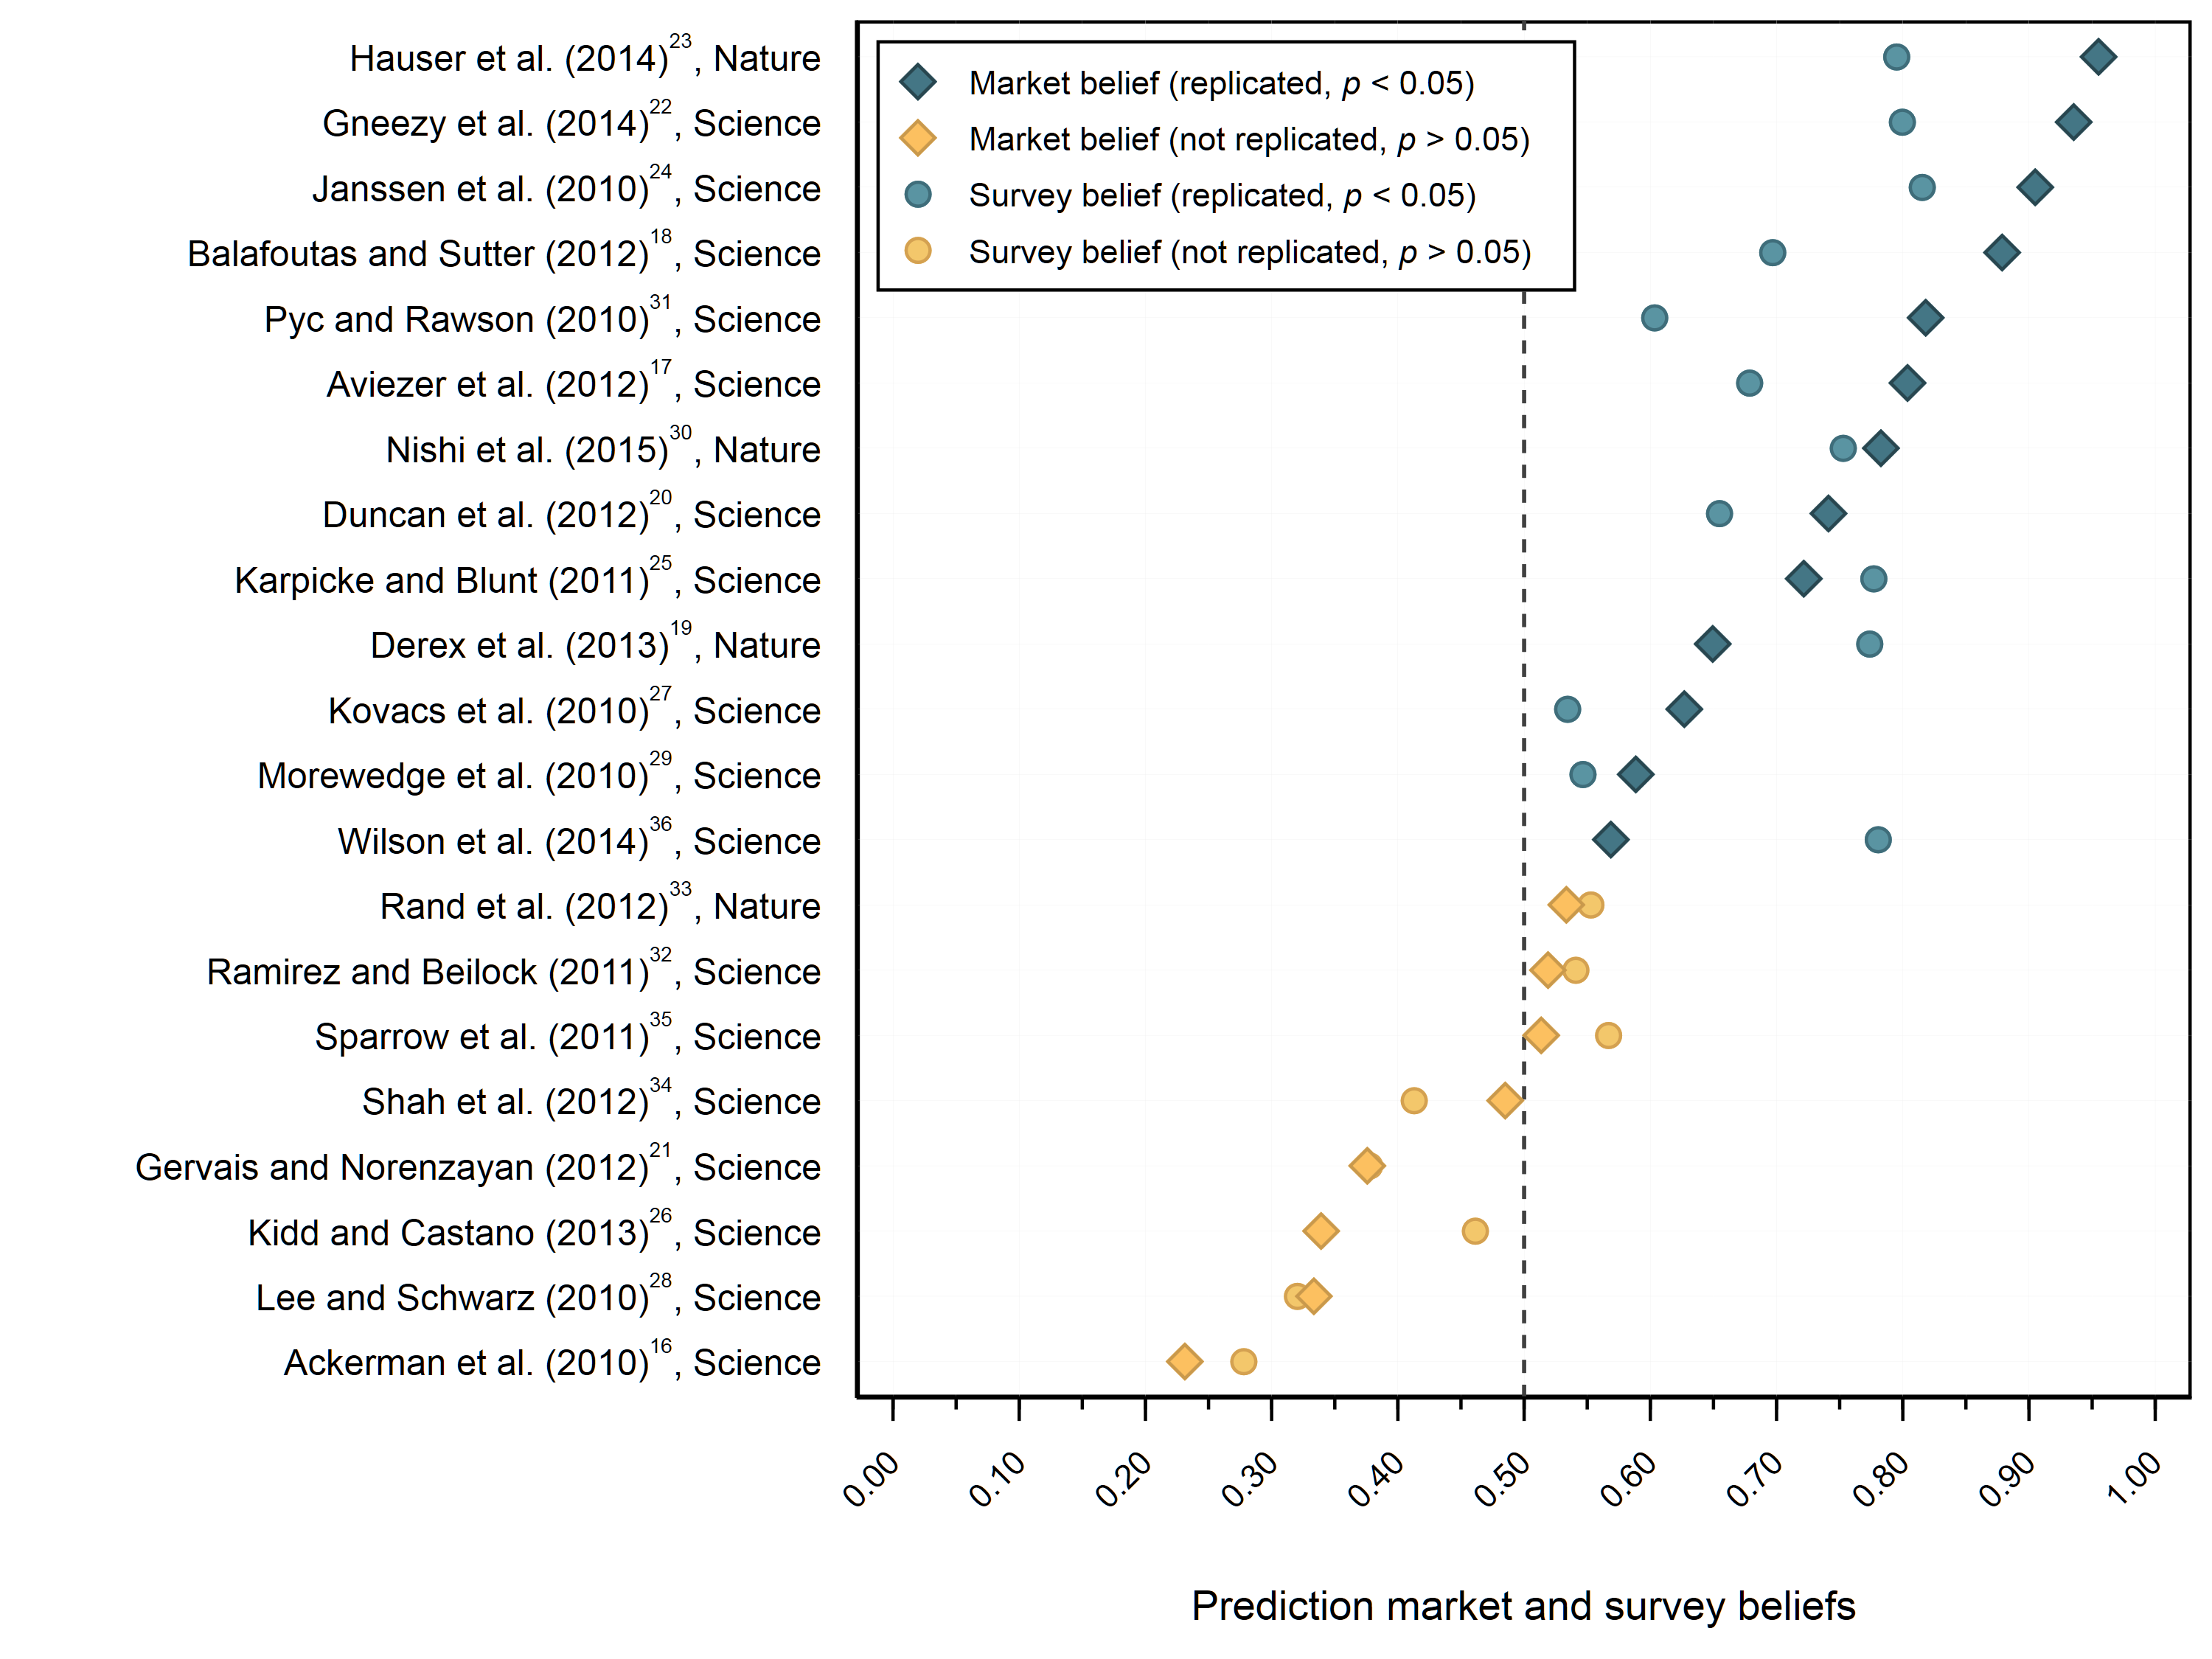 Hauser et al. (2014)23, Nature
Gneezy et al. (2014)22, Science
Janssen et al. (2010)24, Science
Balafoutas and Sutter (2012)18, Science
Pyc and Rawson (2010)31, Science
Aviezer et al. (2012)17, Science
Nishi et al. (2015)30, Nature
Duncan et al. (2012)20, Science
Karpicke and Blunt (2011)25, Science
Derex et al. (2013)19, Nature
Kovacs et al. (2010)27, Science
Morewedge et al. (2010)29, Science
Wilson et al. (2014)36, Science
Rand et al. (2012)33, Nature
Ramirez and Beilock (2011)32, Science
Sparrow et al. (2011)35, Science
Shah et al. (2012)34, Science
Gervais and Norenzayan (2012)21, Science
Kidd and Castano (2013)26, Science
Lee and Schwarz (2010)28, Science
Ackerman et al. (2010)16, Science
Market belief (replicated, p < 0.05)
Market belief (not replicated, p > 0.05)
Survey belief (replicated, p < 0.05)
Survey belief (not replicated, p > 0.05)
0.00 0.10 0.20 0.30 0.40 0.50 0.60 0.70 0.80 0.90 1.00
Prediction market and survey beliefs